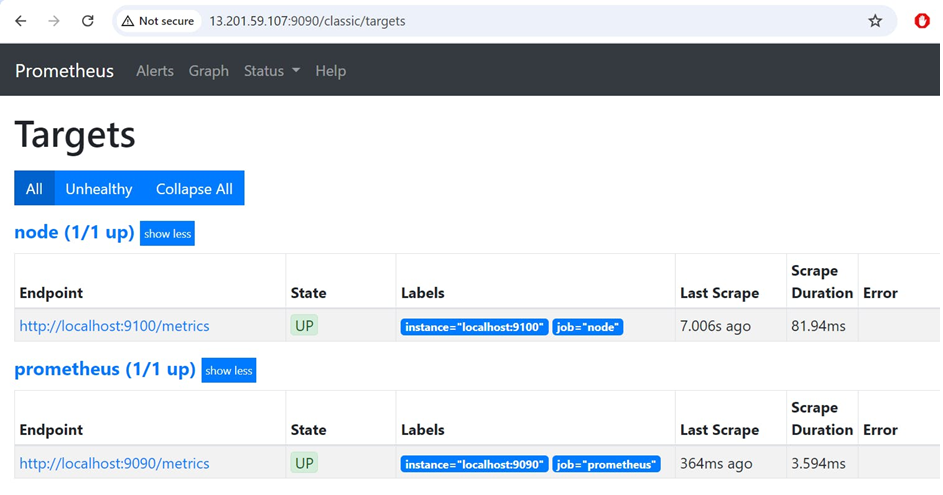 Not secure 13.201.59.107:9090/classic/targets
Prometheus Alerts Graph Status Help
Targets
All Unhealthy Collapse All
node (1/1 up) show less
Endpoint State Labels Last Scrape Scrape Duration Error
http://localhost:9100/metrics UP instance="localhost:9100" job="node" 7.006s ago 81.94ms
prometheus (1/1 up) show less
Endpoint State Labels Last Scrape Scrape Duration Error
http://localhost:9090/metrics UP instance="localhost:9090" job="prometheus" 364ms ago 3.594ms